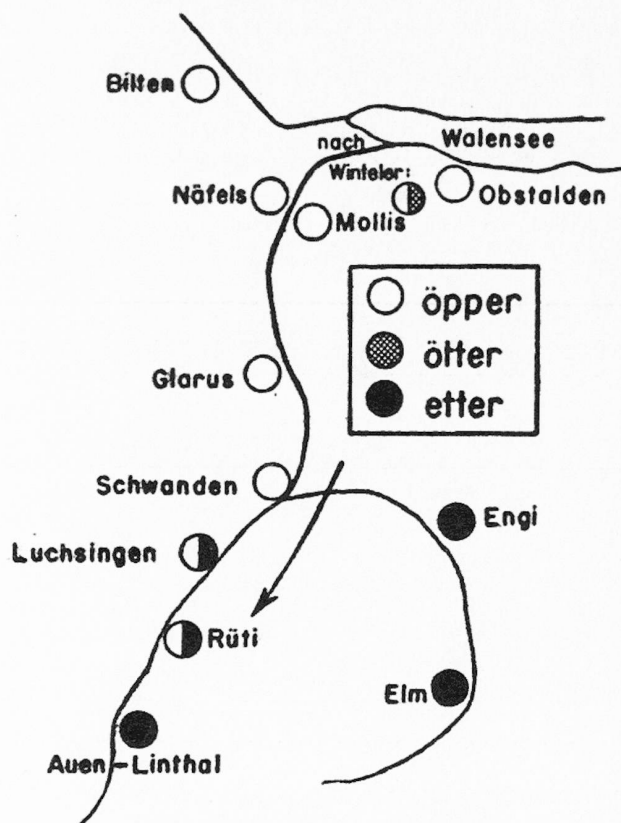 Bilten
nach
Walensee
Winteler:
Näfels
Obstalden
Mollis
öpper
ötter
etter
Glarus
Schwanden
Engi
Luchsingen
Rüti
Elm
Auen-Linthal